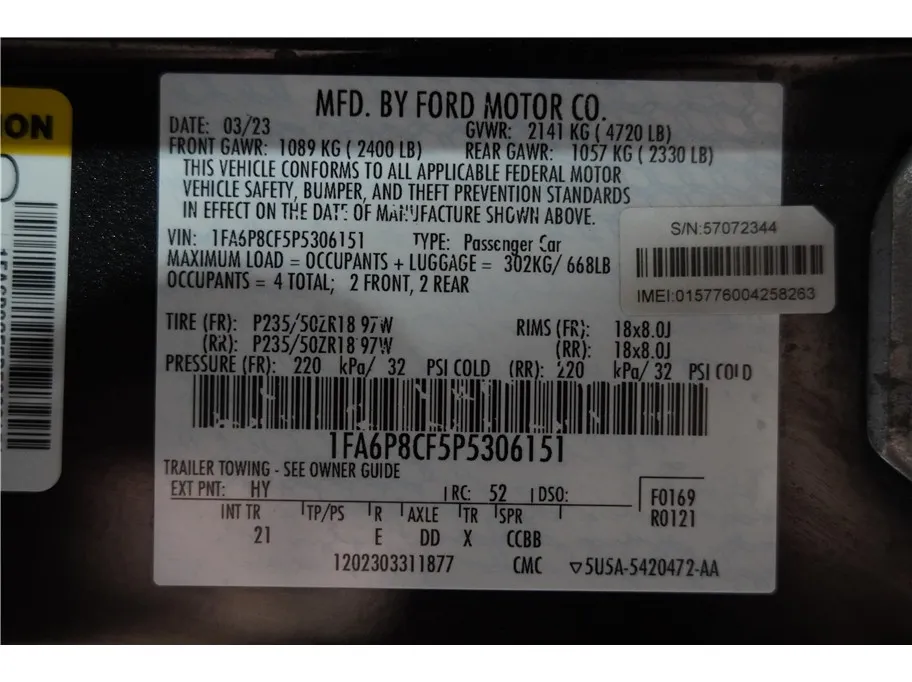 ON
MFD. BY FORD MOTOR CO.
DATE: 03/23 GVWR: 2141 KG ( 4720 LB)
FRONT GAWR: 1089 KG ( 2400 LB) REAR GAWR: 1057 KG ( 2330 LB)
THIS VEHICLE CONFORMS TO ALL APPLICABLE FEDERAL MOTOR
VEHICLE SAFETY, BUMPER, AND THEFT PREVENTION STANDARDS
IN EFFECT ON THE DATE OF MANUFACTURE SHOWN ABOVE.
VIN: 1FA6P8CF5P5306151 TYPE: Passenger Car
MAXIMUM LOAD = OCCUPANTS + LUGGAGE = 302KG/ 668LB
OCCUPANTS = 4 TOTAL; 2 FRONT, 2 REAR
S/N:57072344
IMEI:015776004258263
TIRE (FR): P235/50ZR18 97W RIMS (FR): 18x8.0J
(RR): P235/50ZR18 97W (RR): 18x8.0J
PRESSURE (FR): 220 kPa/ 32 PSI COLD (RR): 220 kPa/ 32 PSI COLD
1FA6P8CF5P5306151
TRAILER TOWING - SEE OWNER GUIDE
EXT PNT: HY RC: 52 DSO: F0169
INT TR TP/PS R AXLE TR SPR R0121
21 E DD X CCBB
1202303311877 CMC ▽5U5A-5420472-AA